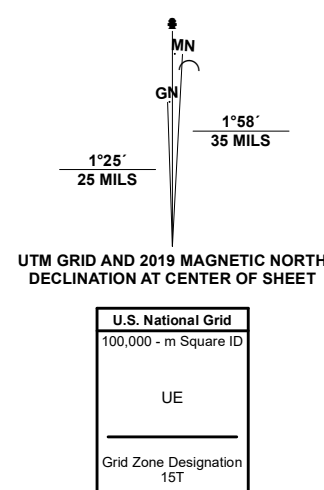 MN
GN
1°58´
35 MILS
1°25´
25 MILS
UTM GRID AND 2019 MAGNETIC NORTH
DECLINATION AT CENTER OF SHEET
U.S. National Grid
100,000 - m Square ID
UE
Grid Zone Designation
15T